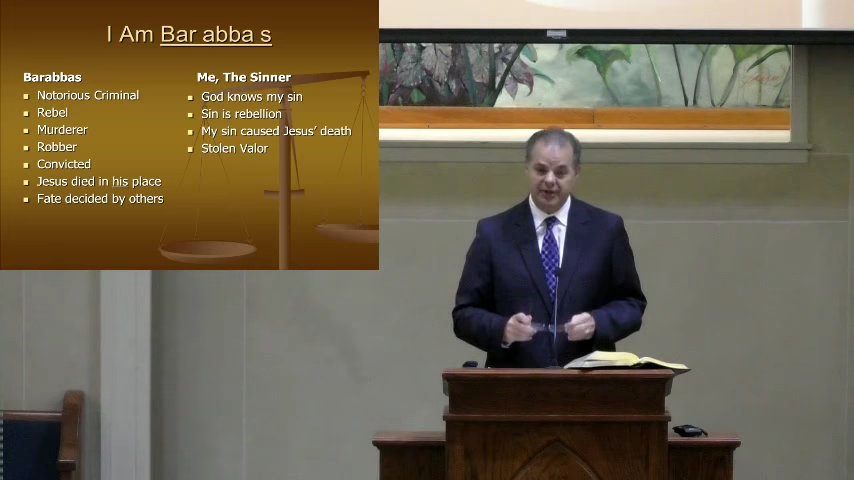 I Am Bar abba s
Barabbas
Notorious Criminal
Rebel
Murderer
Robber
Convicted
Jesus died in his place
Fate decided by others
Me, The Sinner
God knows my sin
Sin is rebellion
My sin caused Jesus' death
Stolen Valor